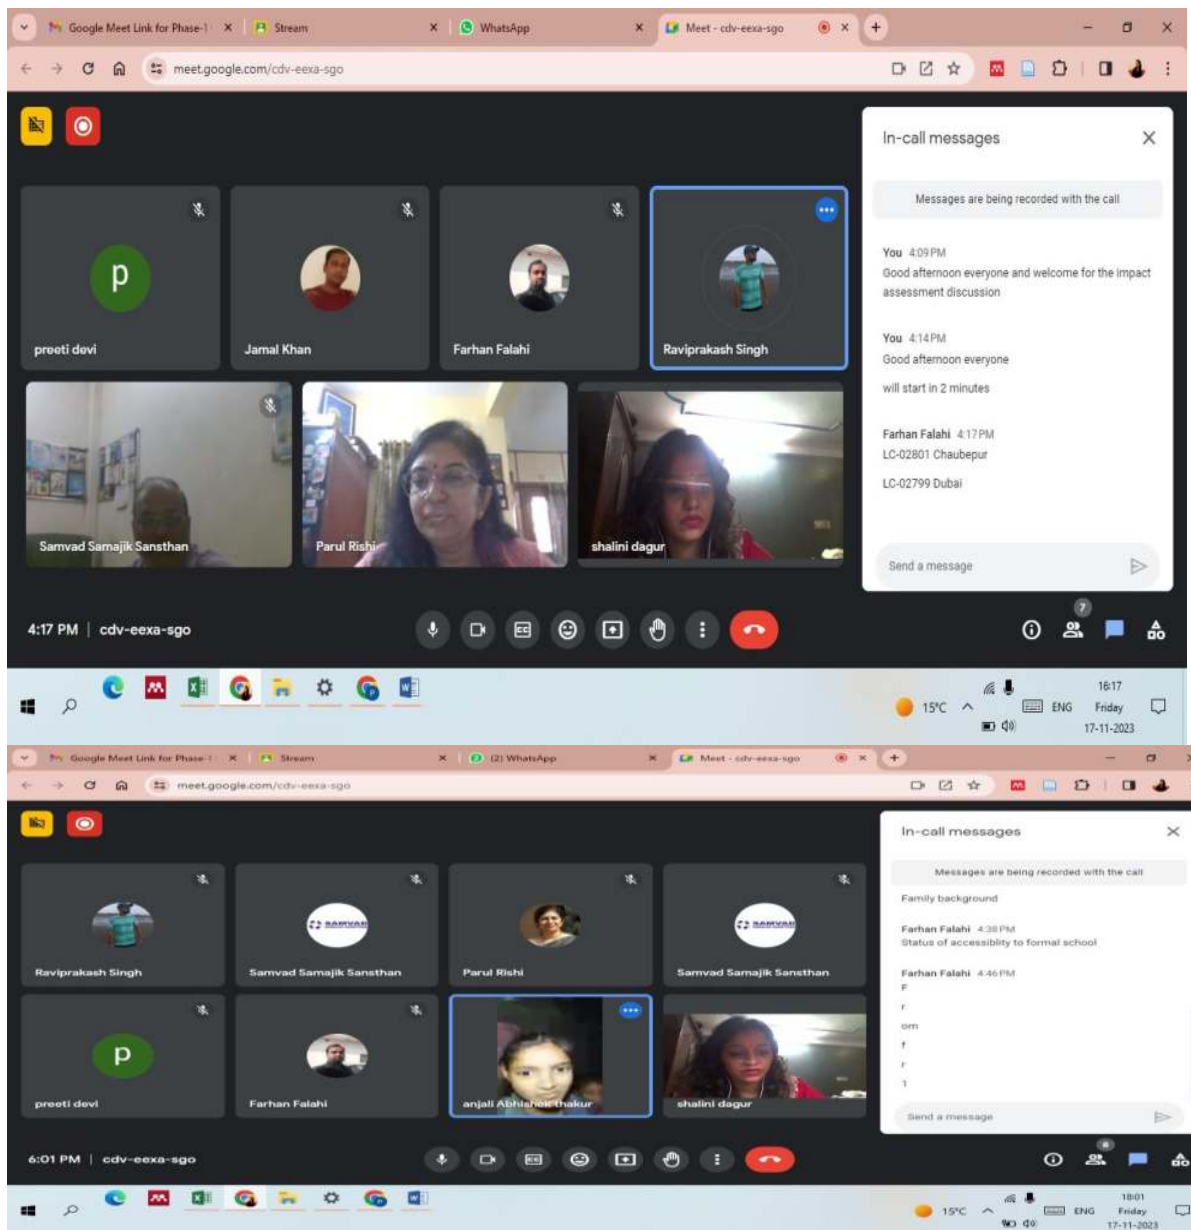 Google Meet Link for Phase-1
Stream
WhatsApp
Meet - cdv-eexa-sgo
meet.google.com/cdv-eexa-sgo
In-call messages
Messages are being recorded with the call
You 4:09 PM
Good afternoon everyone and welcome for the impact
assessment discussion
You 4:14 PM
Good afternoon everyone
will start in 2 minutes
Farhan Falahi 4:17 PM
LC-02801 Chaubepur
LC-02799 Dubai
Send a message
p
preeti devi
Jamal Khan
Farhan Falahi
Raviprakash Singh
Samvad Samajik Sansthan
Parul Rishi
shalini dagur
4:17 PM | cdv-eexa-sgo
CC
7
15°C
ENG
16:17
Friday
17-11-2023
Google Meet Link for Phase-1
Stream
(2) WhatsApp
Meet - cdv-eexa-sgo
meet.google.com/cdv-eexa-sgo
In-call messages
Messages are being recorded with the call
Family background
Farhan Falahi 4:38 PM
Status of accessiblity to formal school
Farhan Falahi 4:46 PM
F
r
om
f
r
1
Send a message
Raviprakash Singh
SAMVAD
Samvad Samajik Sansthan
Parul Rishi
SAMVAD
Samvad Samajik Sansthan
p
preeti devi
Farhan Falahi
anjali Abhishek thakur
shalini dagur
6:01 PM | cdv-eexa-sgo
CC
8
15°C
ENG
18:01
Friday
17-11-2023